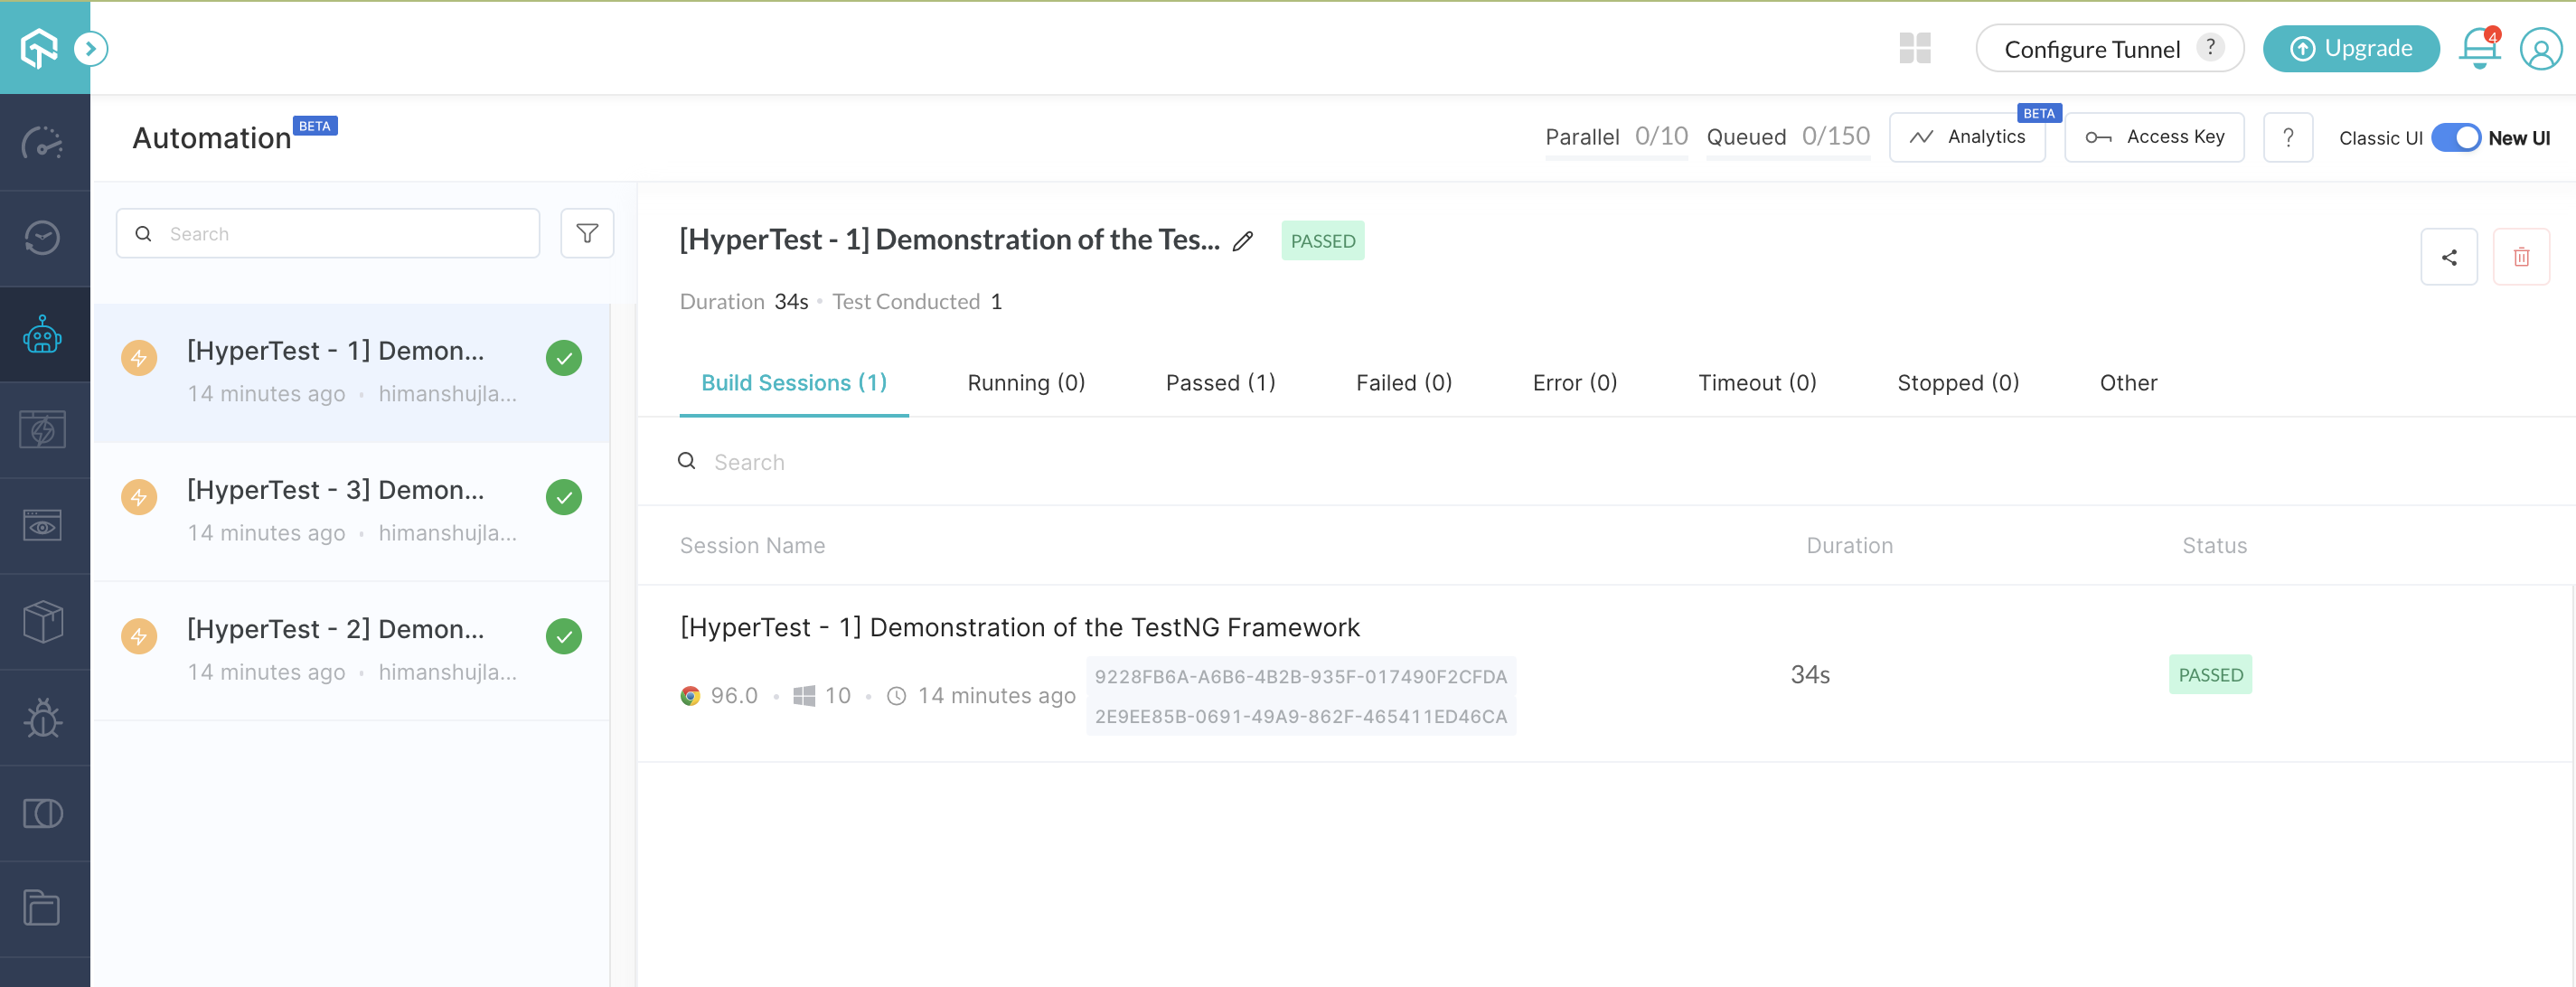 Configure Tunnel ?
Upgrade
4
Automation BETA
Parallel 0/10 Queued 0/150
Analytics BETA
Access Key
?
Classic UI New UI
Search
[HyperTest - 1] Demon...
14 minutes ago • himanshujla...
[HyperTest - 3] Demon...
14 minutes ago • himanshujla...
[HyperTest - 2] Demon...
14 minutes ago • himanshujla...
[HyperTest - 1] Demonstration of the Tes... PASSED
Duration 34s • Test Conducted 1
Build Sessions (1) Running (0) Passed (1) Failed (0) Error (0) Timeout (0) Stopped (0) Other
Search
Session Name Duration Status
[HyperTest - 1] Demonstration of the TestNG Framework
96.0 • 10 • 14 minutes ago
9228FB6A-A6B6-4B2B-935F-017490F2CFDA
2E9EE85B-0691-49A9-862F-465411ED46CA
34s
PASSED